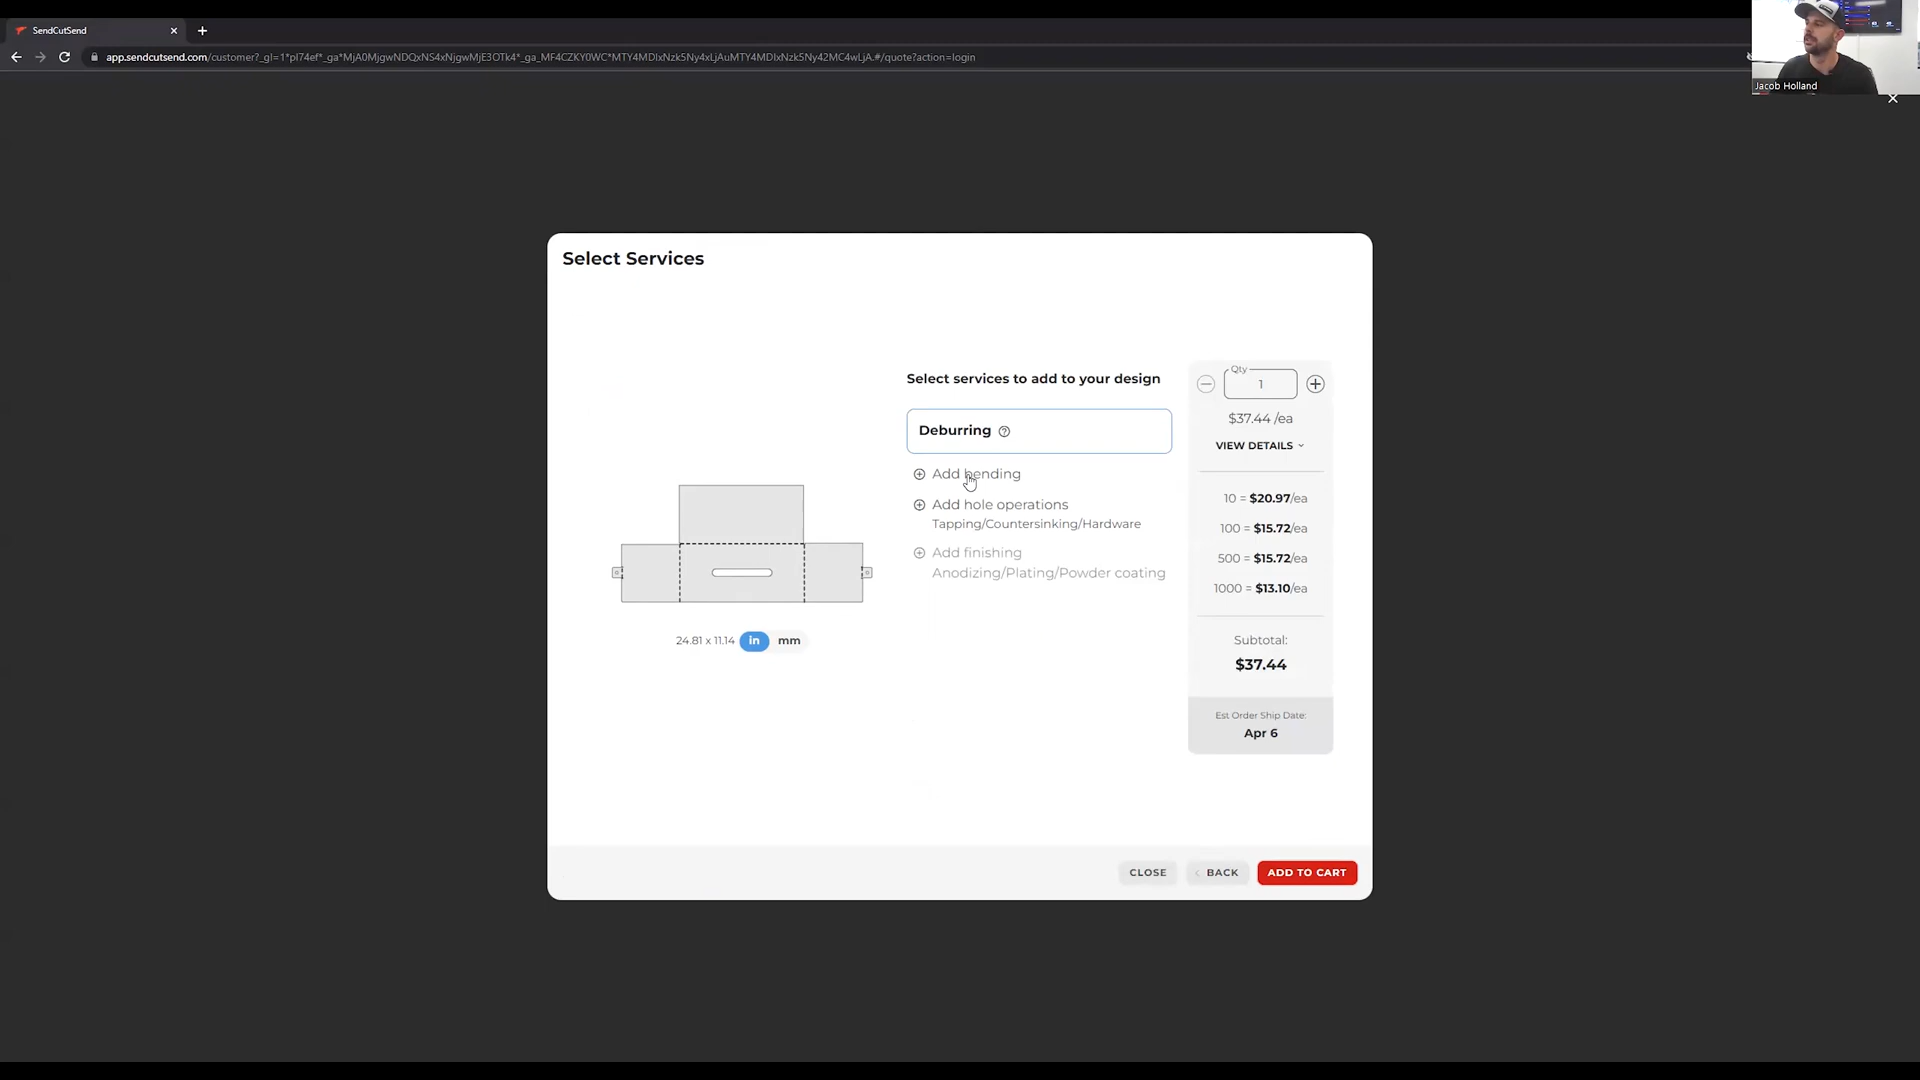 SendCutSend
app.sendcutsend.com/customer?_gl=1*pl74ef*_ga*MjA0MjgwNDQxNS4xNjgwMjE3OTk4*_ga_MF4CZKY0WC*MTY4MDIxNzk5Ny4xLjAuMTY4MDIxNzk5Ny42MC4wLjA.#/quote?action=login
Jacob Holland
Select Services
Select services to add to your design
Deburring
Add bending
Add hole operations
Tapping/Countersinking/Hardware
Add finishing
Anodizing/Plating/Powder coating
24.81 x 11.14 in mm
Qty
1
$37.44 /ea
VIEW DETAILS
10 = $20.97/ea
100 = $15.72/ea
500 = $15.72/ea
1000 = $13.10/ea
Subtotal:
$37.44
Est Order Ship Date:
Apr 6
CLOSE
BACK
ADD TO CART